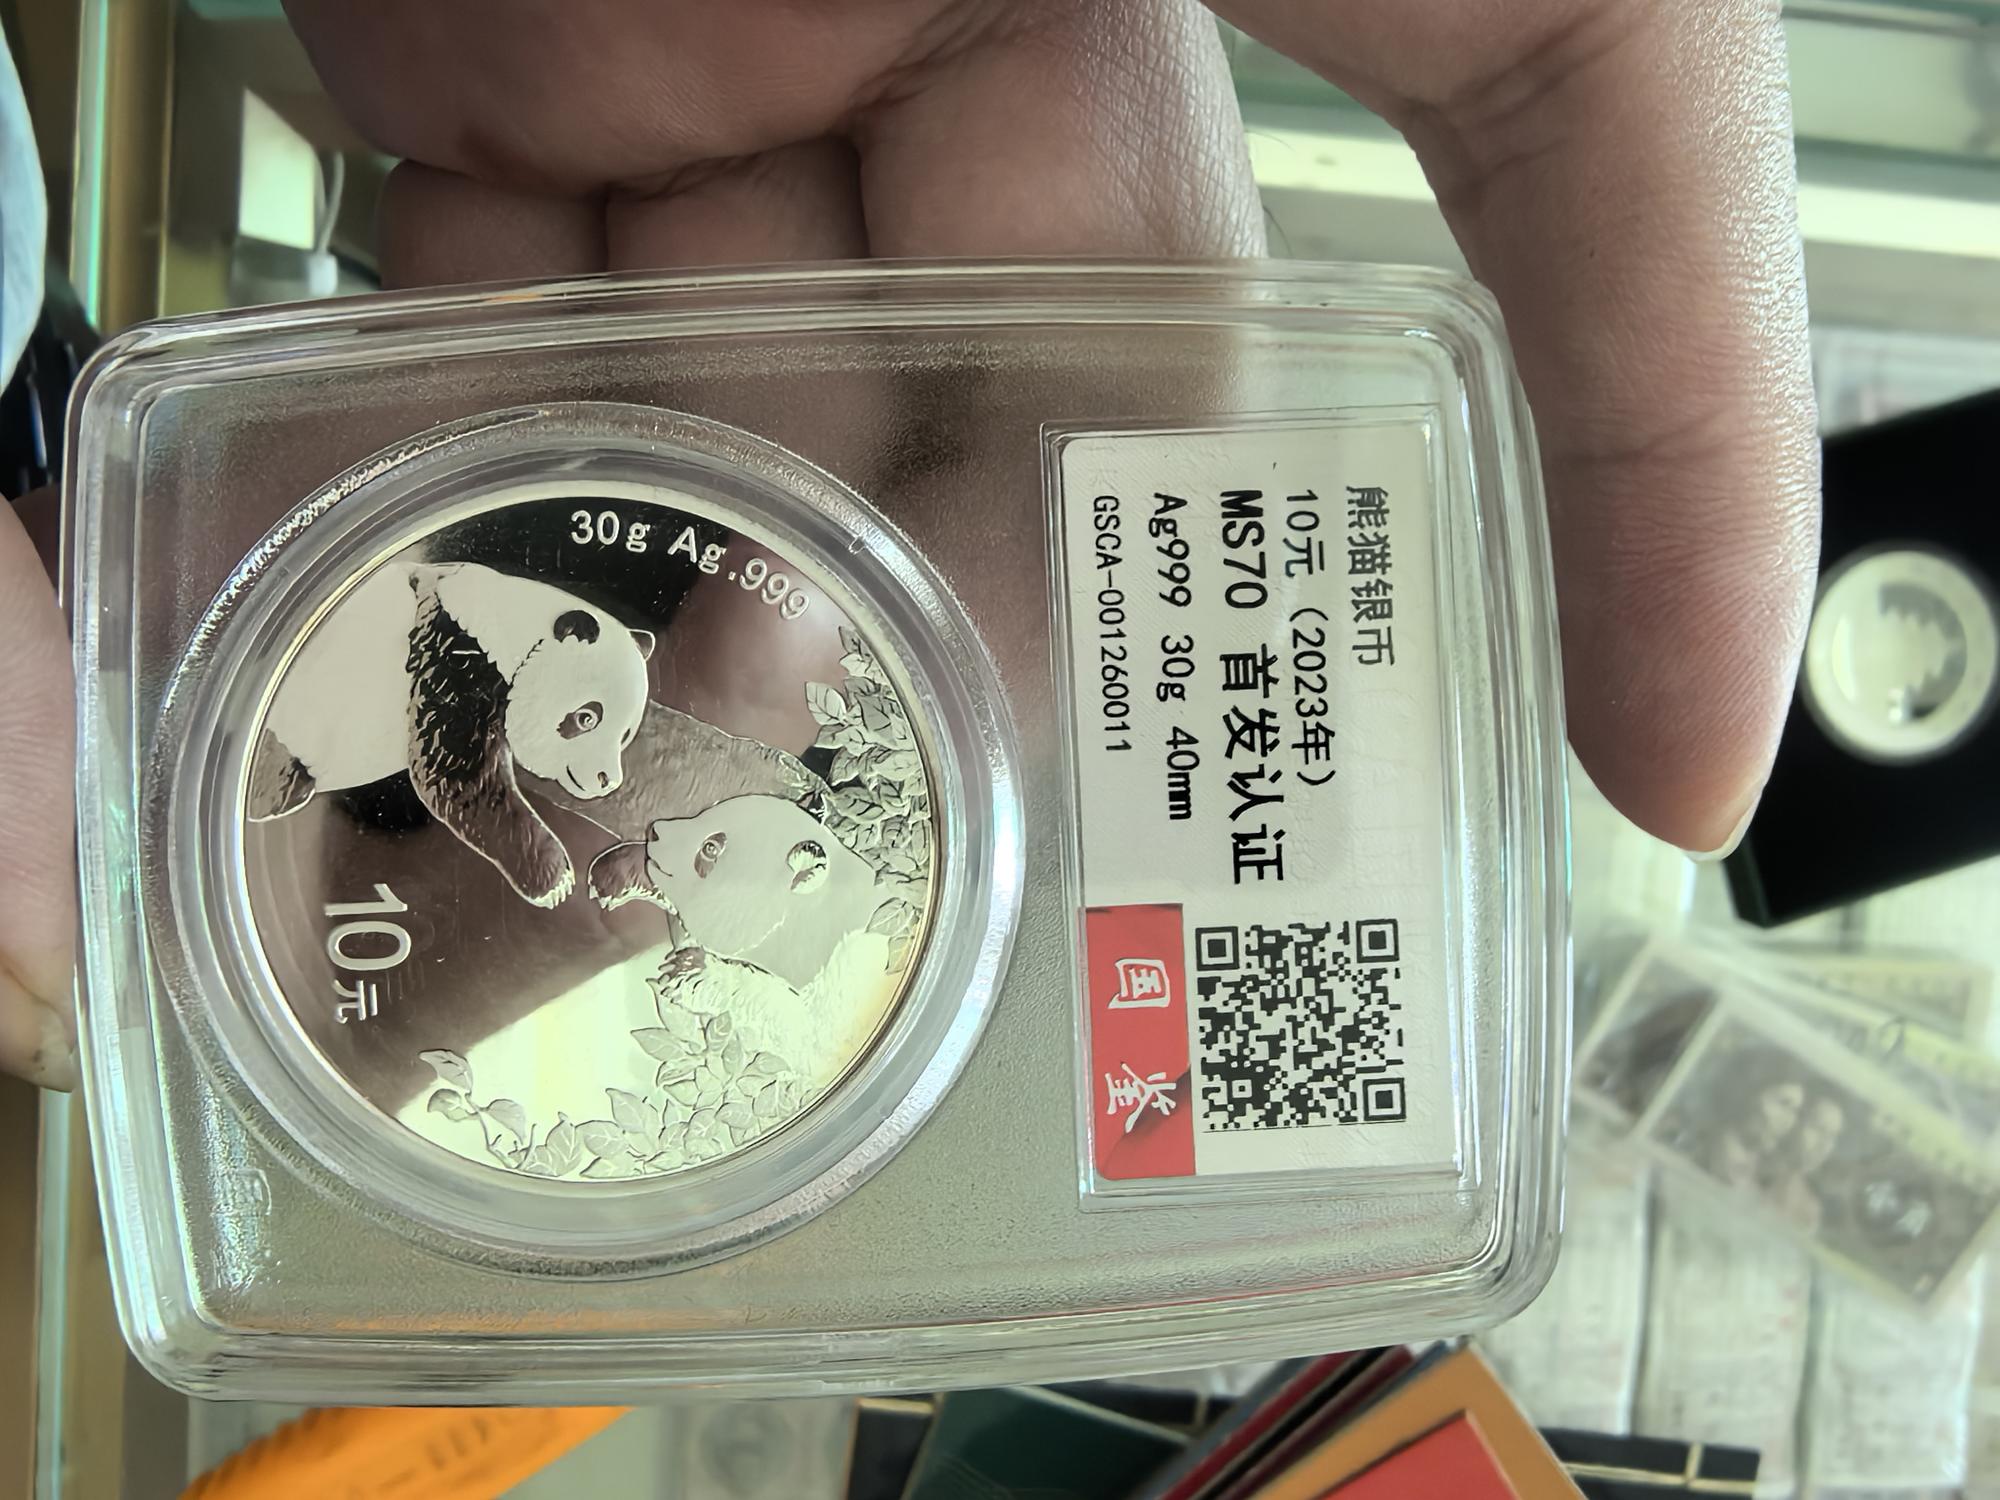 熊猫银币
10元（2023年）
MS70 首发认证
Ag999 30g 40mm
GSCA-001260011
国鉴
30g Ag.999
10元